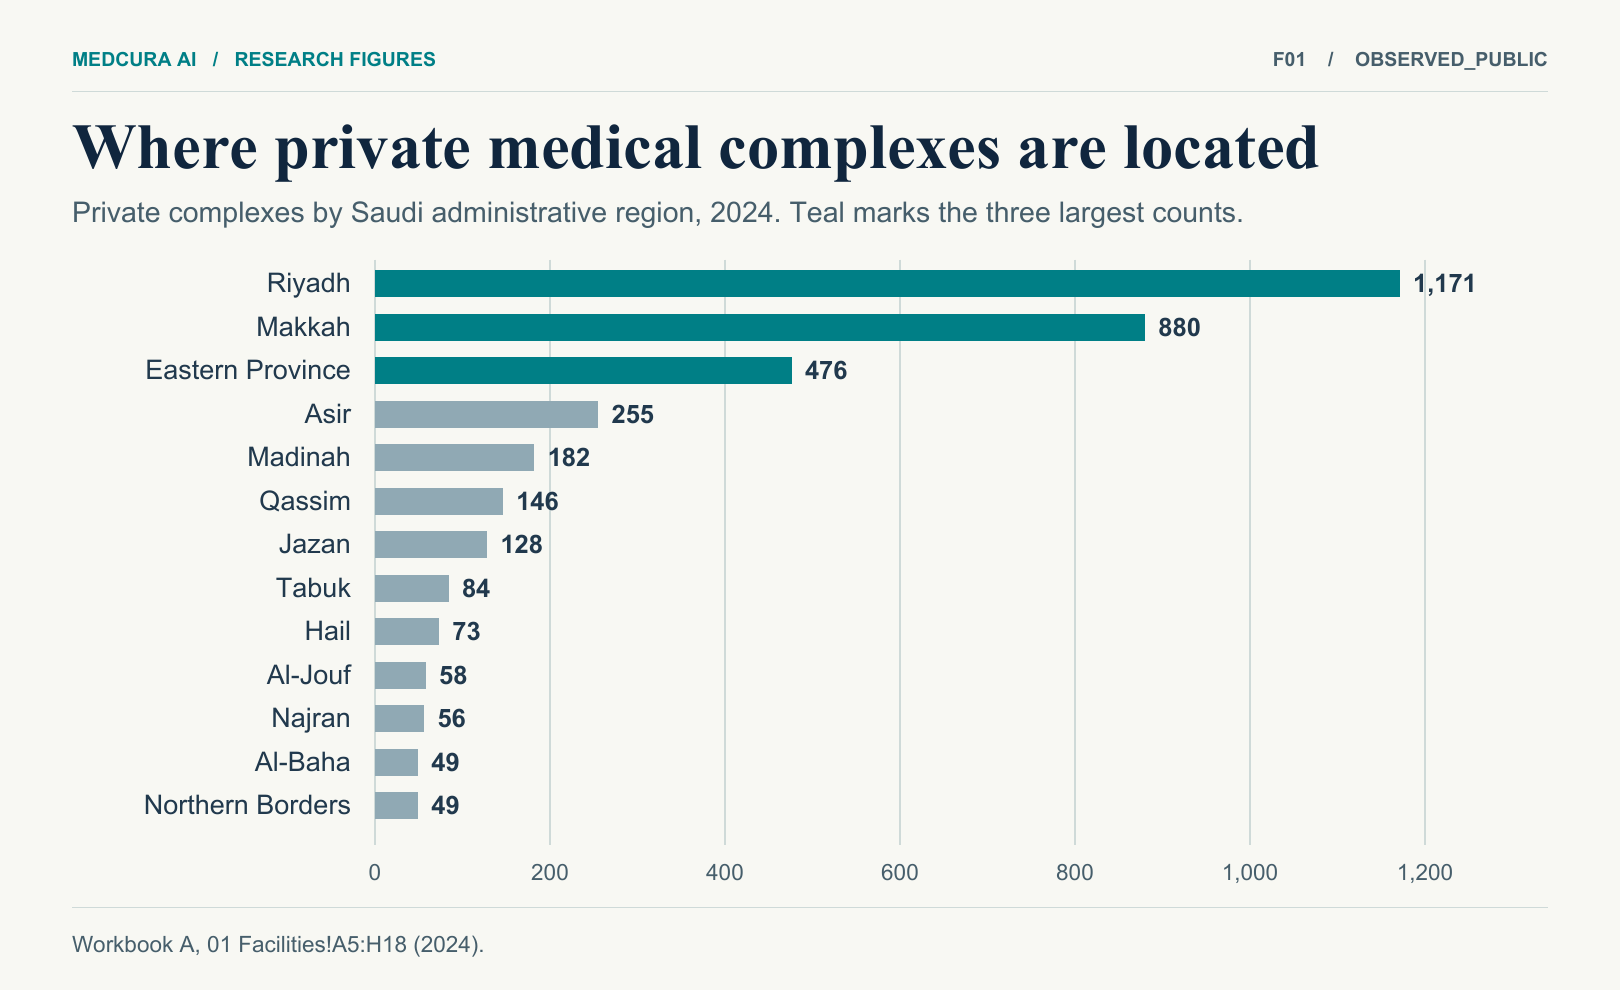 MEDCURA AI / RESEARCH FIGURES
F01 / OBSERVED_PUBLIC
Where private medical complexes are located
Private complexes by Saudi administrative region, 2024. Teal marks the three largest counts.
Riyadh 1,171
Makkah 880
Eastern Province 476
Asir 255
Madinah 182
Qassim 146
Jazan 128
Tabuk 84
Hail 73
Al-Jouf 58
Najran 56
Al-Baha 49
Northern Borders 49
0 200 400 600 800 1,000 1,200
Workbook A, 01 Facilities!A5:H18 (2024).